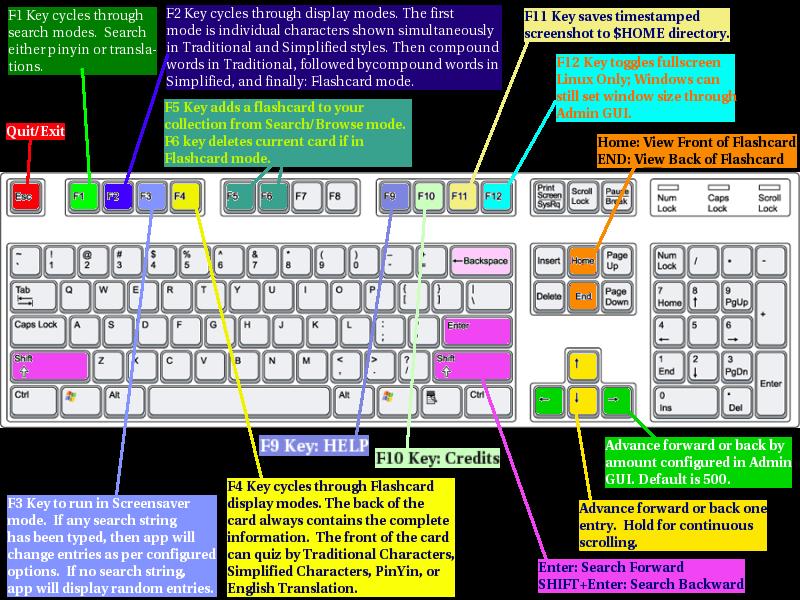 F1 Key cycles through
search modes.  Search
either pinyin or transla-
tions.
F2 Key cycles through display modes. The first
mode is individual characters shown simultaneously
in Traditional and Simplified styles. Then compound
words in Traditional, followed bycompound words in
Simplified, and finally: Flashcard mode.
F11 Key saves timestamped
screenshot to $HOME directory.
F12 Key toggles fullscreen
Linux Only; Windows can
still set window size through
Admin GUI.
F5 Key adds a flashcard to your
collection from Search/Browse mode.
F6 key deletes current card if in
Flashcard mode.
Quit/Exit
Home: View Front of Flashcard
END: View Back of Flashcard
Esc F1 F2 F3 F4 F5 F6 F7 F8 F9 F10 F11 F12
Print Screen SysRq
Scroll Lock
Pause Break
Num Lock
Caps Lock
Scroll Lock
~ ` ! 1 @ 2 # 3 $ 4 % 5 ^ 6 & 7 * 8 ( 9 ) 0 - + = ←Backspace
Insert Home Page Up
Num Lock / * -
Tab Q W E R T Y U I O P { [ } ] | \
Delete End Page Down
7 Home 8 ↑ 9 PgUp +
Caps Lock A S D F G H J K L : ; Enter
4 ← 5 6 →
Shift Z X C V B N M < , > . ? / Shift
↑
1 End 2 ↓ 3 PgDn Enter
Ctrl Alt Alt Ctrl
← ↓ →
0 Ins . Del
F9 Key: HELP
F10 Key: Credits
Advance forward or back by
amount configured in Admin
GUI. Default is 500.
F3 Key to run in Screensaver
mode.  If any search string
has been typed, then app will
change entries as per configured
options.  If no search string,
app will display random entries.
F4 Key cycles through Flashcard
display modes. The back of the
card always contains the complete
information.  The front of the card
can quiz by Traditional Characters,
Simplified Characters, PinYin, or
English Translation.
Advance forward or back one
entry.  Hold for continuous
scrolling.
Enter: Search Forward
SHIFT+Enter: Search Backward